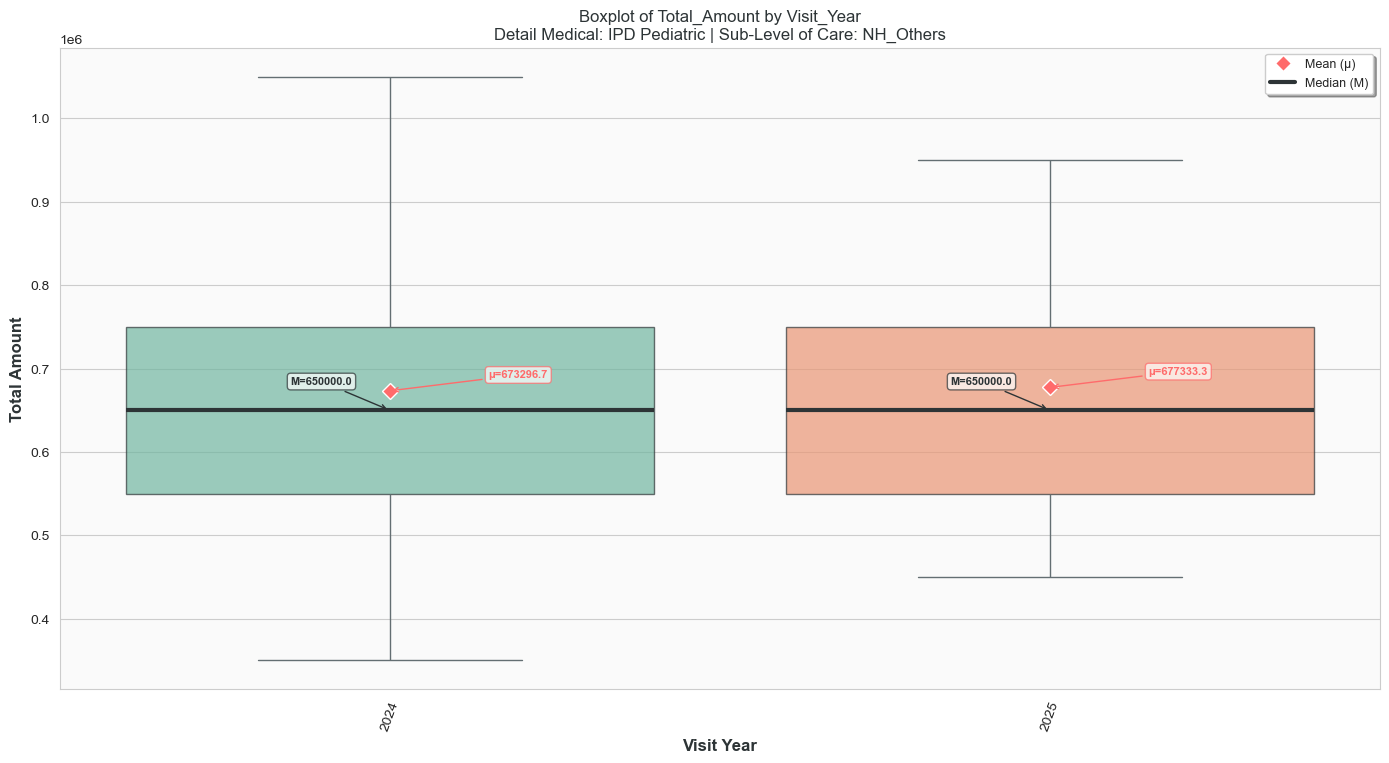 Boxplot of Total_Amount by Visit_Year
Detail Medical: IPD Pediatric | Sub-Level of Care: NH_Others
1e6
Mean (μ)
Median (M)
1.0
0.9
0.8
0.7
0.6
0.5
0.4
Total Amount
M=650000.0
μ=673296.7
M=650000.0
μ=677333.3
2024
2025
Visit Year